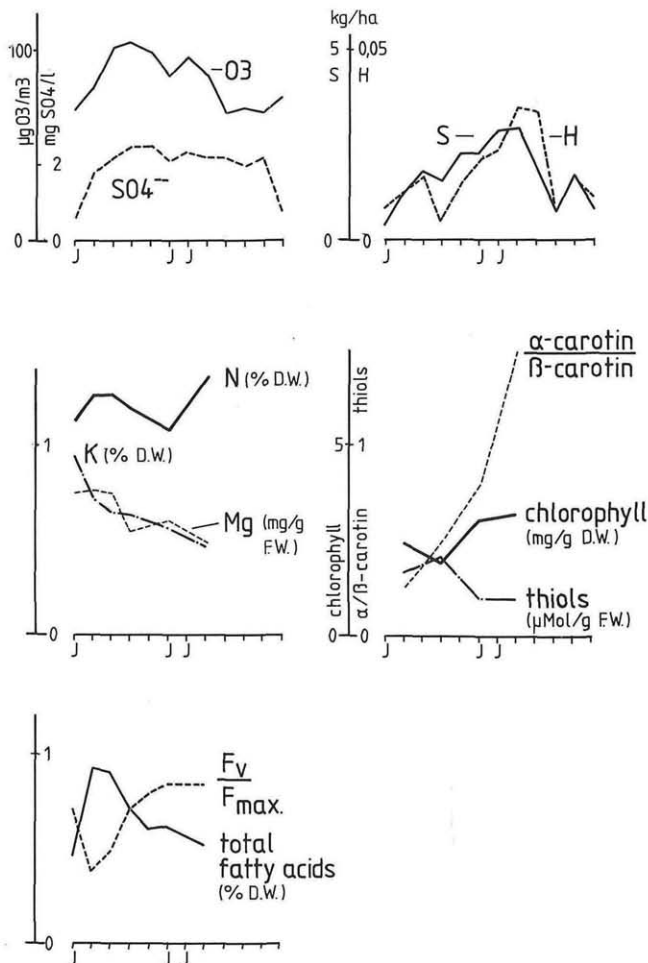 kg/ha
100
5
0,05
S
H
-O3
µgO3/m3
mg SO4/l
S-
-H
2
SO4--
0
0
0
0
J
J J
J
J J
α-carotin
ß-carotin
N (% D.W.)
thiols
K (% D.W.)
1
5
1
Mg (mg/g
F.W.)
chlorophyll
(mg/g D.W.)
chlorophyll
α/ß-carotin
thiols
(µMol/g F.W.)
0
0
0
J
J J
J
J J
1
Fv
Fmax.
total
fatty acids
(% D.W.)
0
J
J J